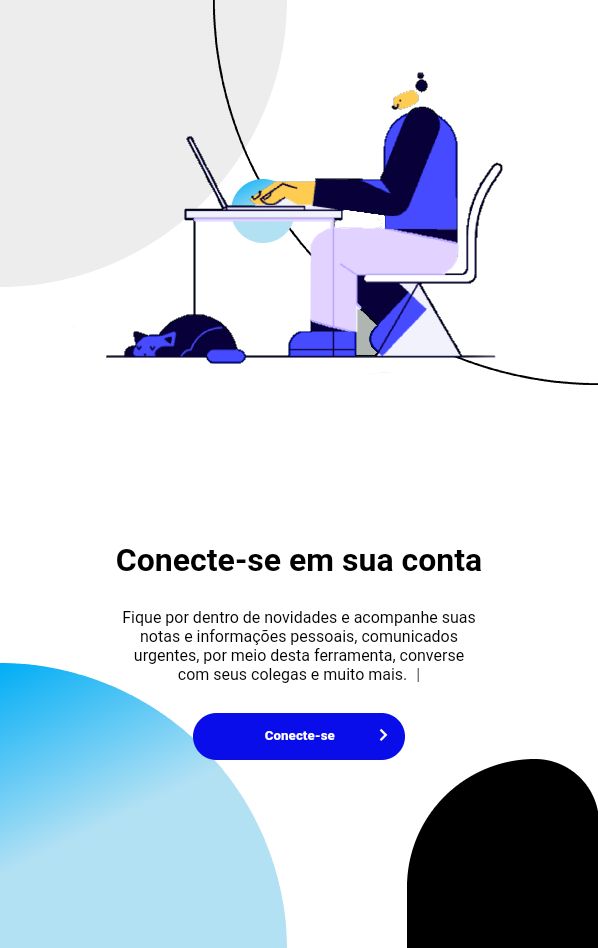 Conecte-se em sua conta
Fique por dentro de novidades e acompanhe suas
notas e informações pessoais, comunicados
urgentes, por meio desta ferramenta, converse
com seus colegas e muito mais. |
Conecte-se